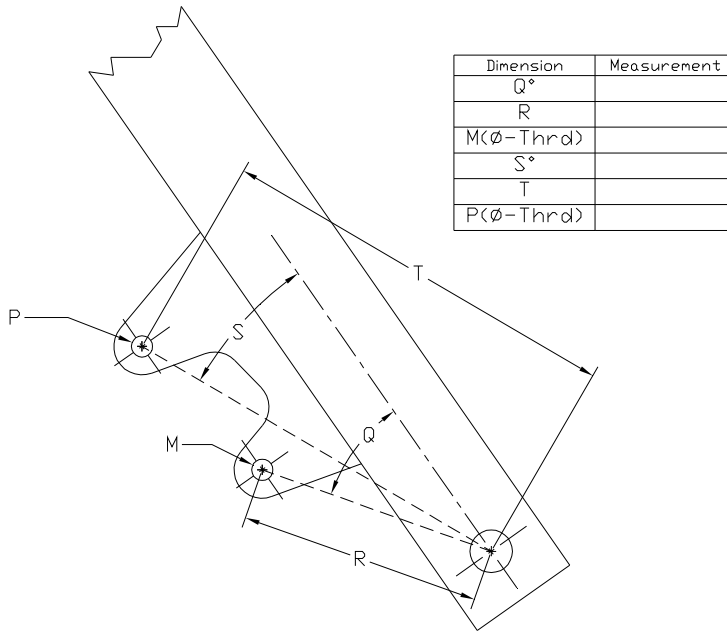 Dimension Measurement
Q°
R
M(Ø-Thrd)
S°
T
P(Ø-Thrd)
T
P
S
Q
M
R